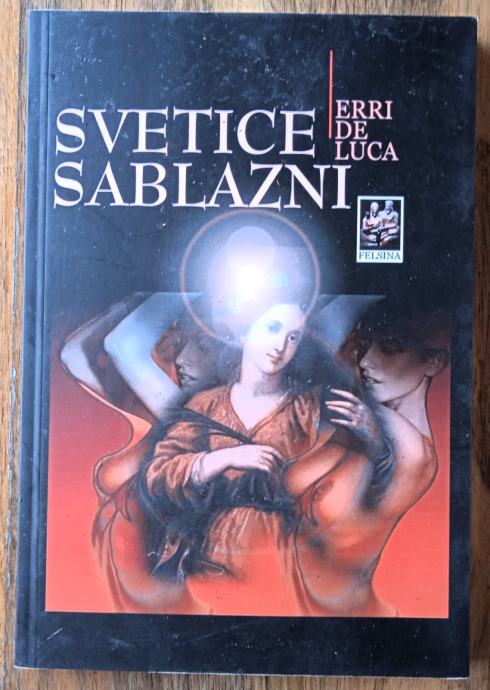 SVETICE
SABLAZNI
ERRI
DE
LUCA
FELSINA